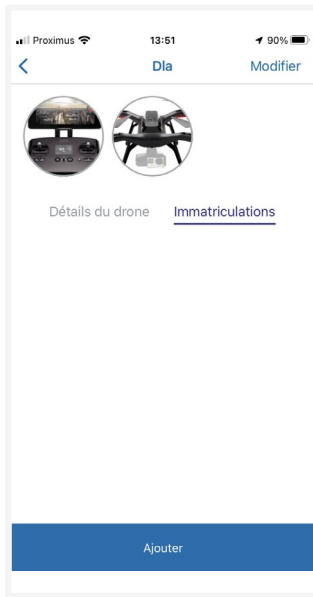 Proximus 13:51 90%
Dla Modifier
Détails du drone Immatriculations
Ajouter